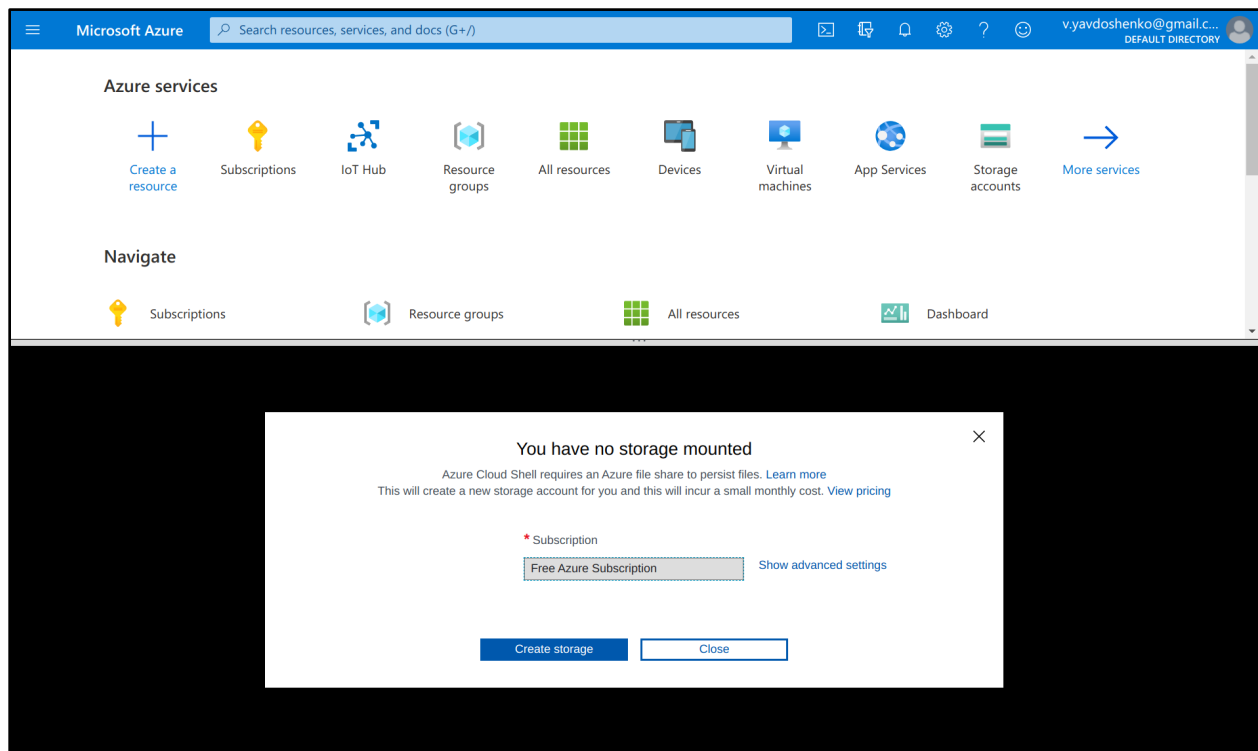 Microsoft Azure
Search resources, services, and docs (G+/)
v.yavdoshenko@gmail.c...
DEFAULT DIRECTORY
Azure services
Create a resource
Subscriptions
IoT Hub
Resource groups
All resources
Devices
Virtual machines
App Services
Storage accounts
More services
Navigate
Subscriptions
Resource groups
All resources
Dashboard
You have no storage mounted
Azure Cloud Shell requires an Azure file share to persist files. Learn more
This will create a new storage account for you and this will incur a small monthly cost. View pricing
* Subscription
Free Azure Subscription
Show advanced settings
Create storage
Close